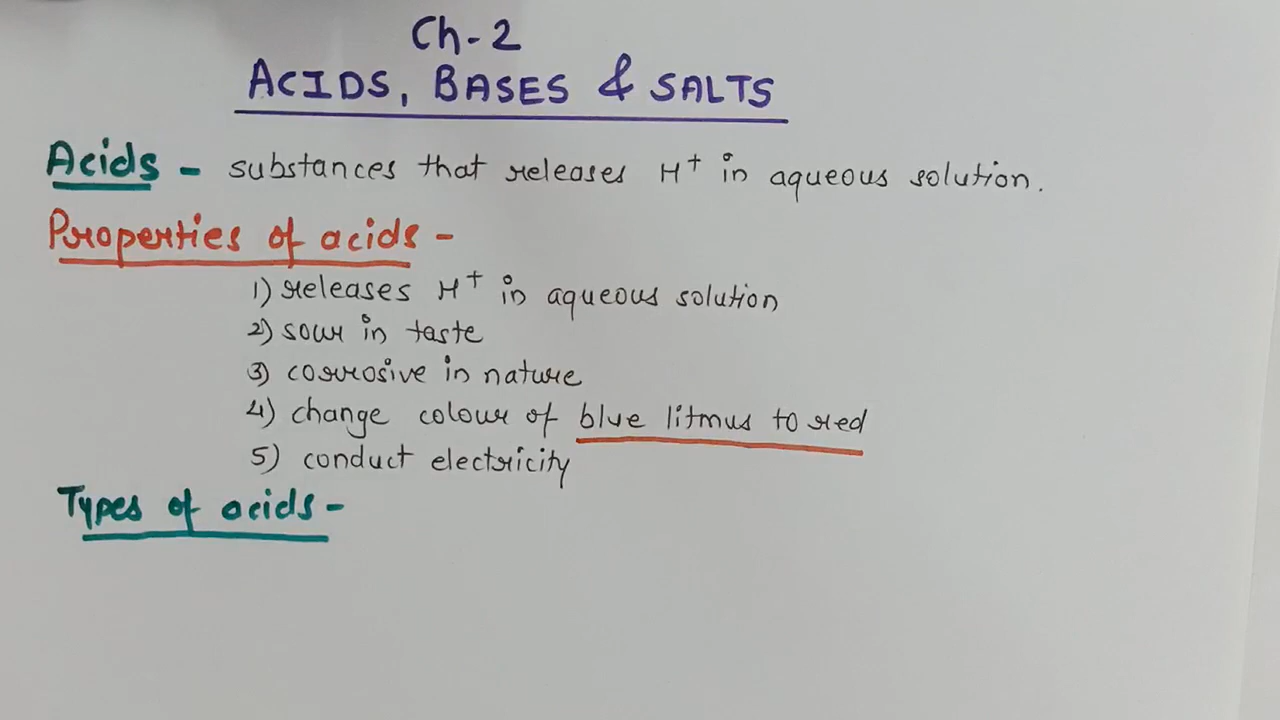 Ch-2
ACIDS, BASES & SALTS
Acids - substances that releases H⁺ in aqueous solution.
Properties of acids -
1) releases H⁺ in aqueous solution
2) sour in taste
3) corrosive in nature
4) change colour of blue litmus to red
5) conduct electricity
Types of acids -